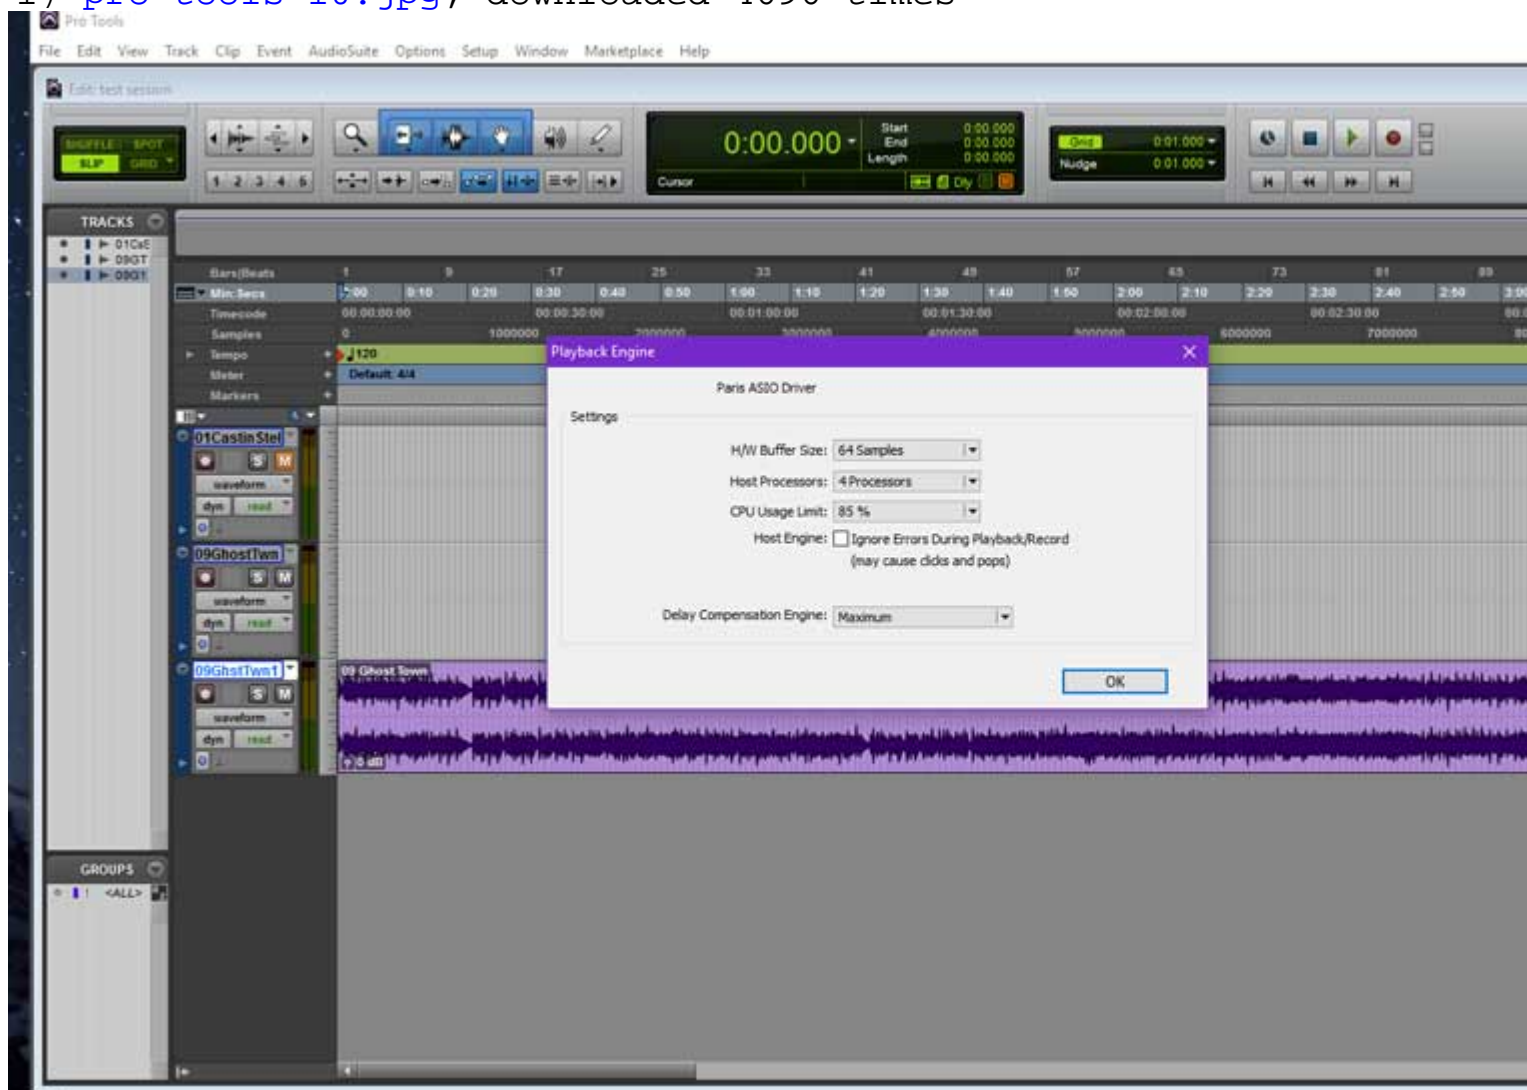 1) pro tools 10.jpg, downloaded 4090 times
Pro Tools
File Edit View Track Clip Event AudioSuite Options Setup Window Marketplace Help
Edit: test session
SHUFFLE SPOT
SLIP GRID
1 2 3 4 5
0:00.000
Start 0:00.000
End 0:00.000
Length 0:00.000
Cursor
Dly
Grid 0:01.000
Nudge 0:01.000
TRACKS
01CsS
09GT
09GT
Bars|Beats 1 9 17 25 33 41 49 57 65 73 81 89
Min:Secs 0:00 0:10 0:20 0:30 0:40 0:50 1:00 1:10 1:20 1:30 1:40 1:50 2:00 2:10 2:20 2:30 2:40 2:50 3:00
Timecode 00:00:00:00 00:00:30:00 00:01:00:00 00:01:30:00 00:02:00:00 00:02:30:00
Samples 0 1000000 2000000 3000000 4000000 5000000 6000000 7000000
Tempo 120
Meter Default: 4/4
Markers
Playback Engine
Paris ASIO Driver
Settings
H/W Buffer Size: 64 Samples
Host Processors: 4 Processors
CPU Usage Limit: 85 %
Host Engine: Ignore Errors During Playback/Record
(may cause clicks and pops)
Delay Compensation Engine: Maximum
OK
01CastinStel
S M
waveform
dyn read
09GhostTwn
S M
waveform
dyn read
09GhstTwn1
S M
waveform
dyn read
09 Ghost Town
0 dB
GROUPS
! <ALL>